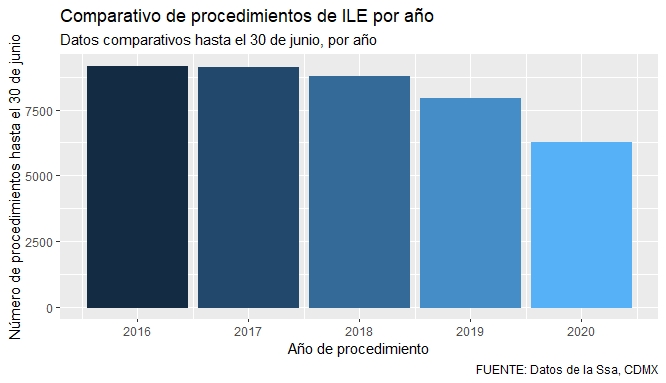 Comparativo de procedimientos de ILE por año
Datos comparativos hasta el 30 de junio, por año
Número de procedimientos hasta el 30 de junio
7500
5000
2500
0
2016 2017 2018 2019 2020
Año de procedimiento
FUENTE: Datos de la Ssa, CDMX